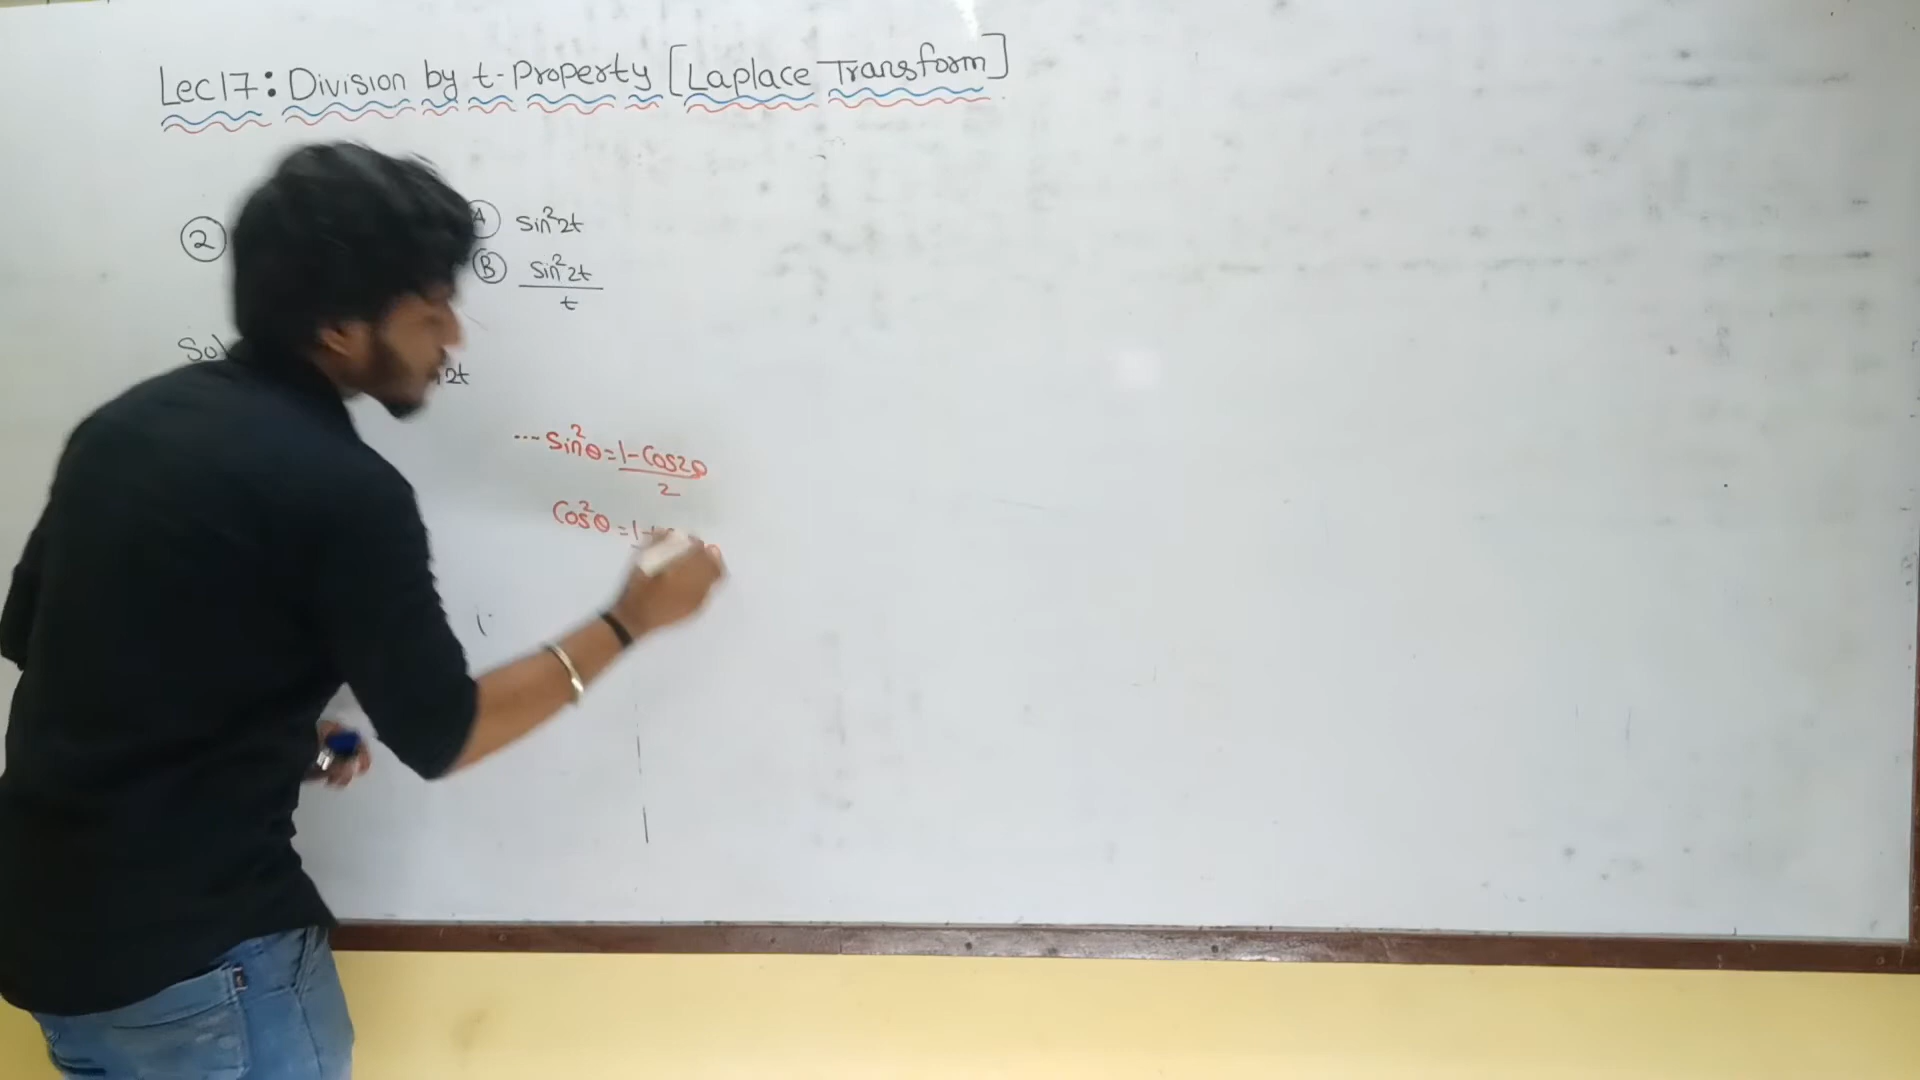 Lec17: Division by t-Property [Laplace Transform]
② Ⓐ sin²2t
Ⓑ sin²2t
t
Sol
2t
... sin²θ = 1-Cos2θ
2
Cos²θ = 1+